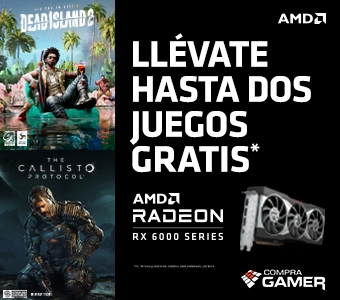 DEAD ISLAND 2
THE
CALLISTO
PROTOCOL
AMD
LLÉVATE
HASTA DOS
JUEGOS
GRATIS*
AMD
RADEON
RX 6000 SERIES
COMPRA
GAMER